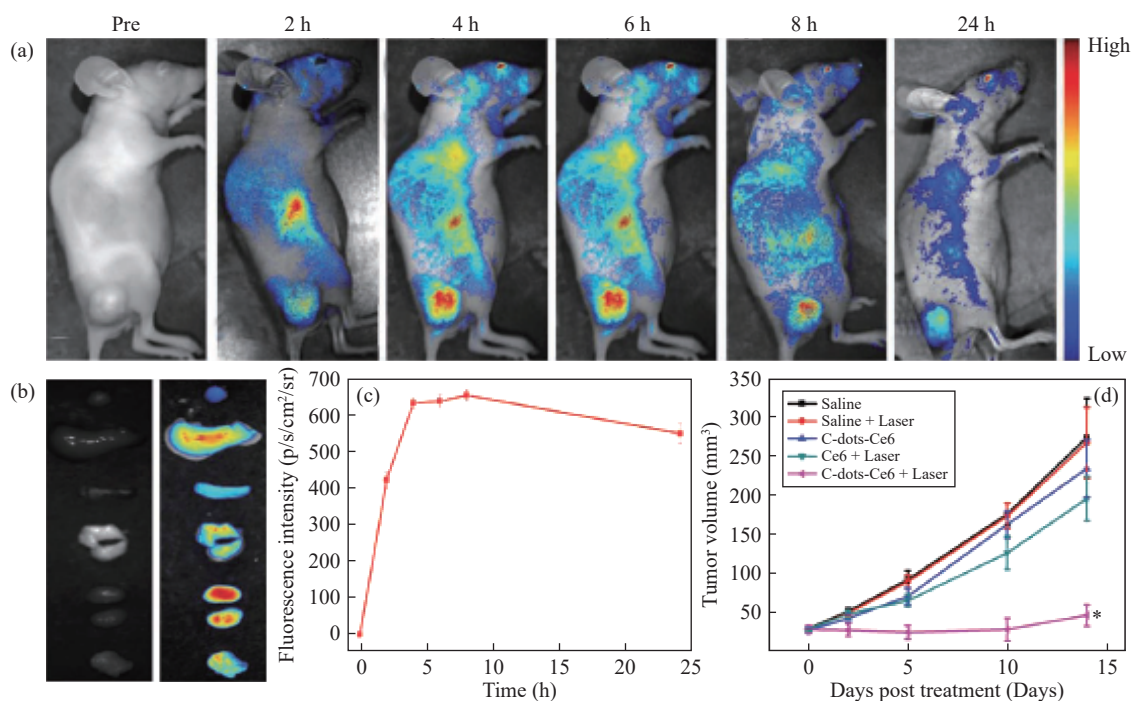 Pre 2 h 4 h 6 h 8 h 24 h
(a)
High
Low
(b)
(c)
700
600
500
400
300
200
100
0
Fluorescence intensity (p/s/cm²/sr)
0 5 10 15 20 25
Time (h)
(d)
350
300
250
200
150
100
50
Tumor volume (mm³)
Saline
Saline + Laser
C-dots-Ce6
Ce6 + Laser
C-dots-Ce6 + Laser
*
0 5 10 15
Days post treatment (Days)